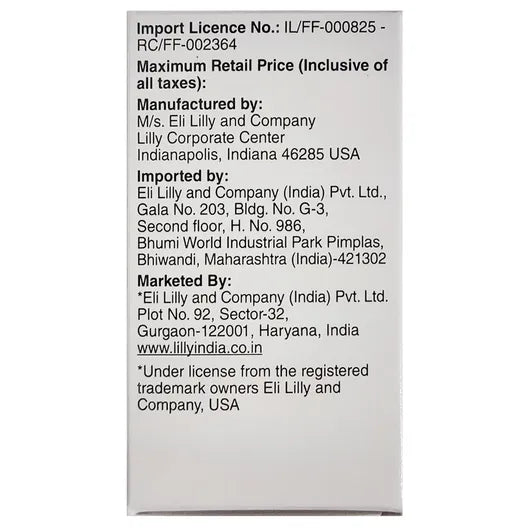 Import Licence No.: IL/FF-000825 -
RC/FF-002364
Maximum Retail Price (Inclusive of
all taxes):
Manufactured by:
M/s. Eli Lilly and Company
Lilly Corporate Center
Indianapolis, Indiana 46285 USA
Imported by:
Eli Lilly and Company (India) Pvt. Ltd.,
Gala No. 203, Bldg. No. G-3,
Second floor, H. No. 986,
Bhumi World Industrial Park Pimplas,
Bhiwandi, Maharashtra (India)-421302
Marketed By:
*Eli Lilly and Company (India) Pvt. Ltd.
Plot No. 92, Sector-32,
Gurgaon-122001, Haryana, India
www.lillyindia.co.in
*Under license from the registered
trademark owners Eli Lilly and
Company, USA